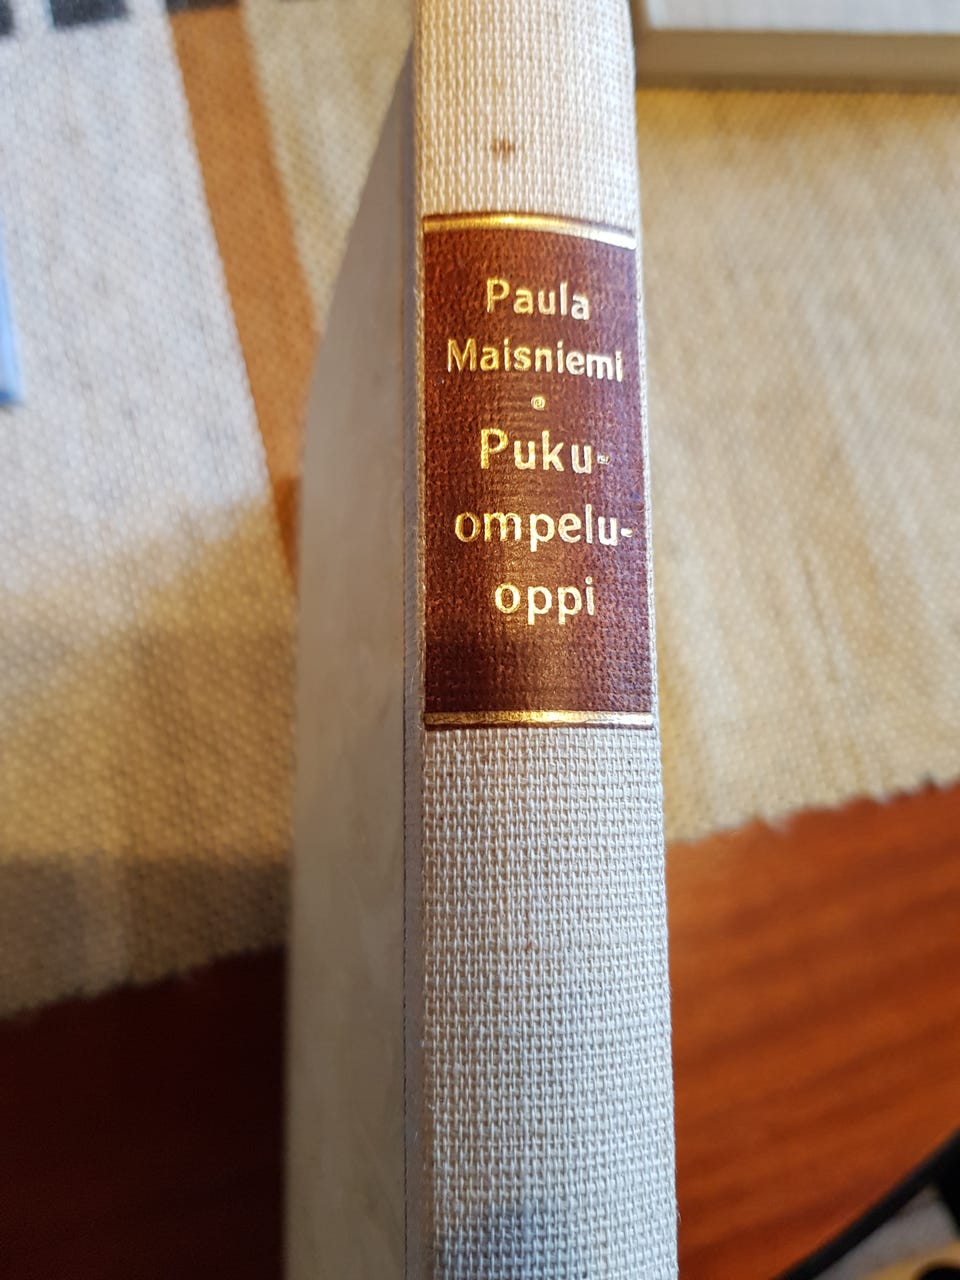 Paula
Maisniemi
Puku-
ompelu-
oppi